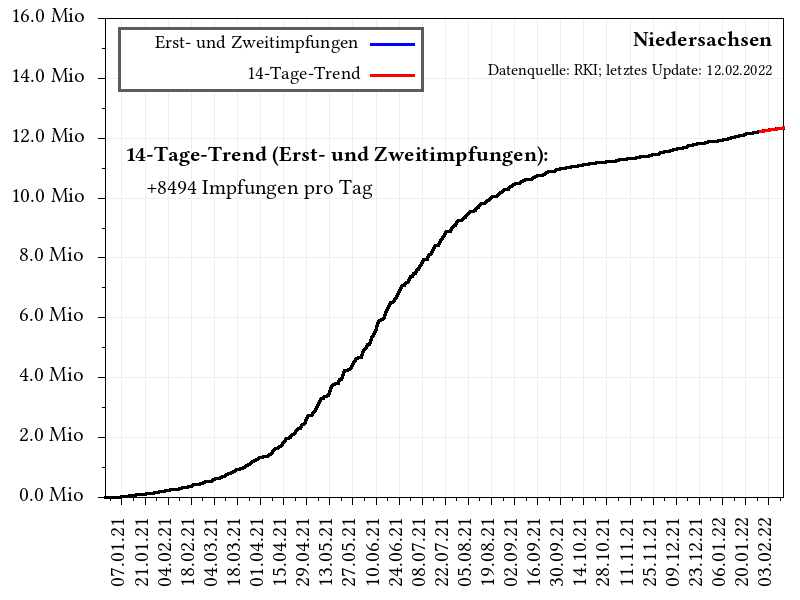 16.0 Mio
14.0 Mio
12.0 Mio
10.0 Mio
8.0 Mio
6.0 Mio
4.0 Mio
2.0 Mio
0.0 Mio
Erst- und Zweitimpfungen
14-Tage-Trend
Niedersachsen
Datenquelle: RKI; letztes Update: 12.02.2022
14-Tage-Trend (Erst- und Zweitimpfungen):
+8494 Impfungen pro Tag
07.01.21
21.01.21
04.02.21
18.02.21
04.03.21
18.03.21
01.04.21
15.04.21
29.04.21
13.05.21
27.05.21
10.06.21
24.06.21
08.07.21
22.07.21
05.08.21
19.08.21
02.09.21
16.09.21
30.09.21
14.10.21
28.10.21
11.11.21
25.11.21
09.12.21
23.12.21
06.01.22
20.01.22
03.02.22